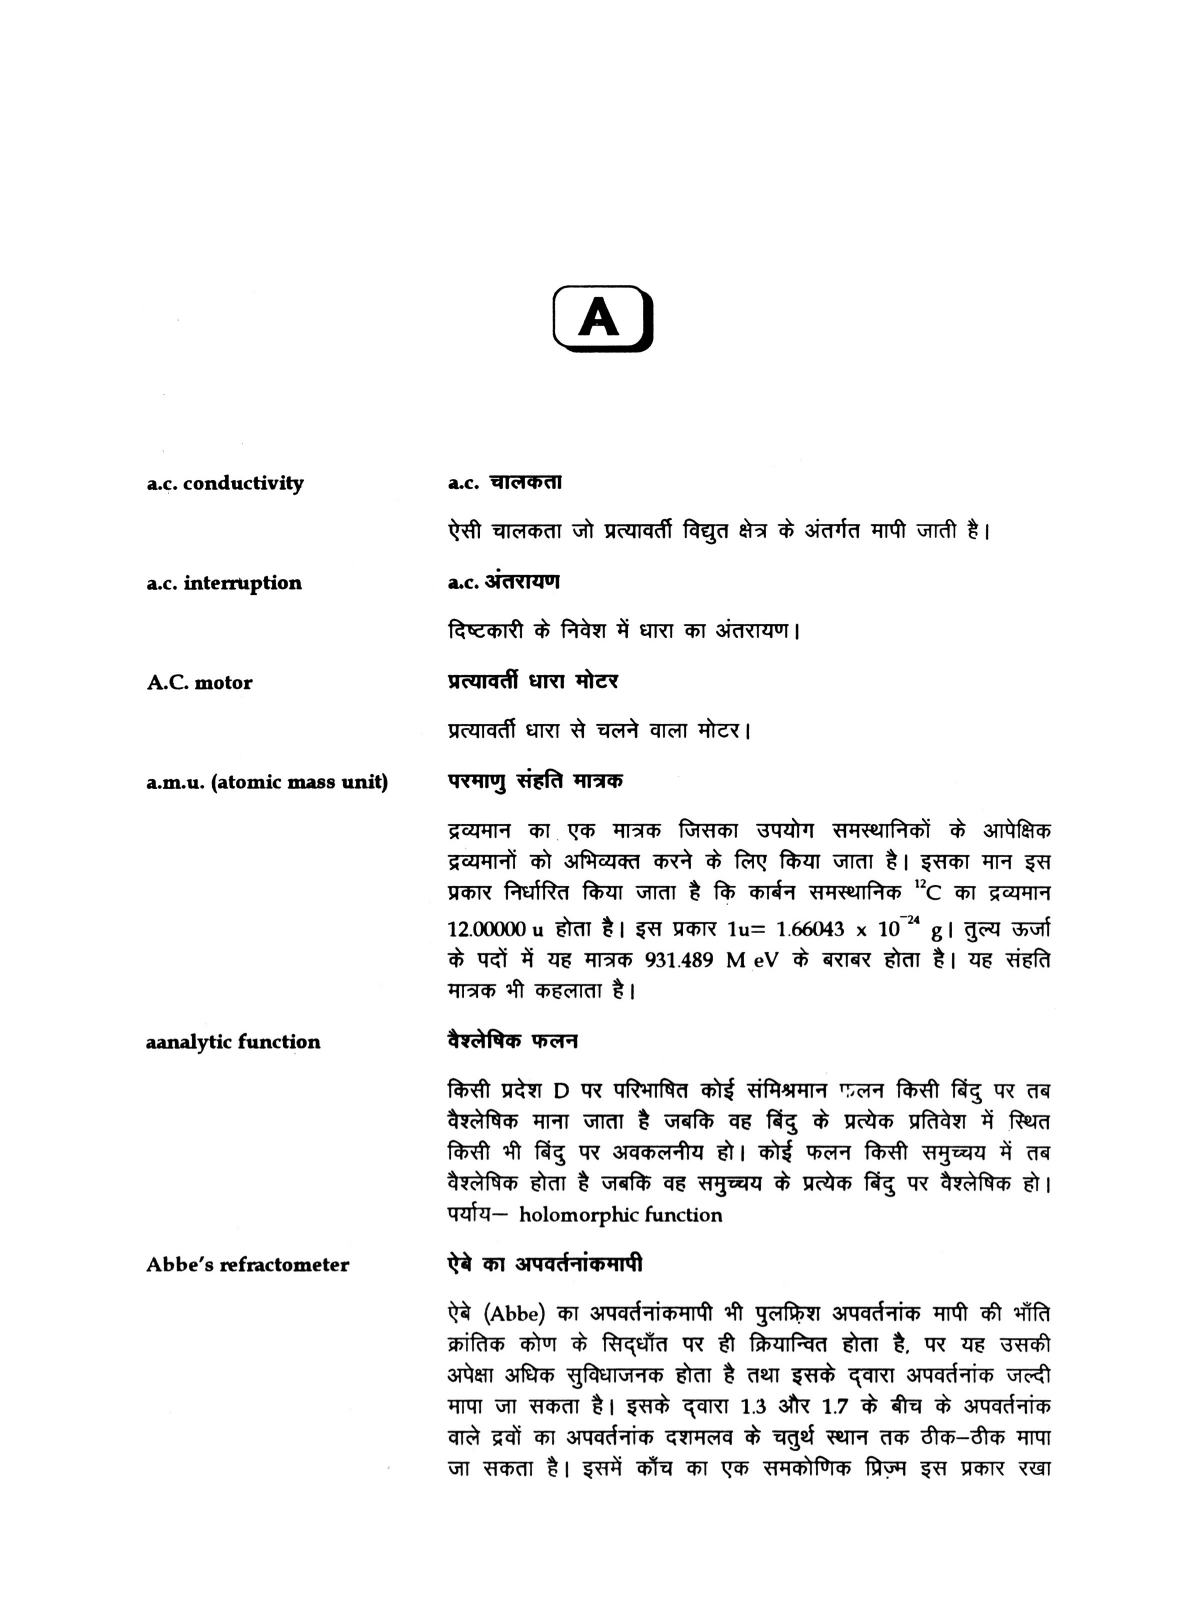 A
a.c. conductivity a.c. चालकता
ऐसी चालकता जो प्रत्यावर्ती विद्युत क्षेत्र के अंतर्गत मापी जाती है।
a.c. interruption a.c. अंतरायण
दिष्टकारी के निवेश में धारा का अंतरायण।
A.C. motor प्रत्यावर्ती धारा मोटर
प्रत्यावर्ती धारा से चलने वाला मोटर।
a.m.u. (atomic mass unit) परमाणु संहति मात्रक
द्रव्यमान का एक मात्रक जिसका उपयोग समस्थानिकों के आपेक्षिक
द्रव्यमानों को अभिव्यक्त करने के लिए किया जाता है। इसका मान इस
प्रकार निर्धारित किया जाता है कि कार्बन समस्थानिक ¹²C का द्रव्यमान
12.00000 u होता है। इस प्रकार 1u= 1.66043 x 10⁻²⁴ g। तुल्य ऊर्जा
के पदों में यह मात्रक 931.489 M eV के बराबर होता है। यह संहति
मात्रक भी कहलाता है।
aanalytic function वैश्लेषिक फलन
किसी प्रदेश D पर परिभाषित कोई संमिश्रमान फलन किसी बिंदु पर तब
वैश्लेषिक माना जाता है जबकि वह बिंदु के प्रत्येक प्रतिवेश में स्थित
किसी भी बिंदु पर अवकलनीय हो। कोई फलन किसी समुच्चय में तब
वैश्लेषिक होता है जबकि वह समुच्चय के प्रत्येक बिंदु पर वैश्लेषिक हो।
पर्याय— holomorphic function
Abbe's refractometer ऐबे का अपवर्तनांकमापी
ऐबे (Abbe) का अपवर्तनांकमापी भी पुलफ्रिश अपवर्तनांक मापी की भाँति
क्रांतिक कोण के सिद्धाँत पर ही क्रियान्वित होता है, पर यह उसकी
अपेक्षा अधिक सुविधाजनक होता है तथा इसके द्वारा अपवर्तनांक जल्दी
मापा जा सकता है। इसके द्वारा 1.3 और 1.7 के बीच के अपवर्तनांक
वाले द्रवों का अपवर्तनांक दशमलव के चतुर्थ स्थान तक ठीक–ठीक मापा
जा सकता है। इसमें काँच का एक समकोणिक प्रिज़्म इस प्रकार रखा